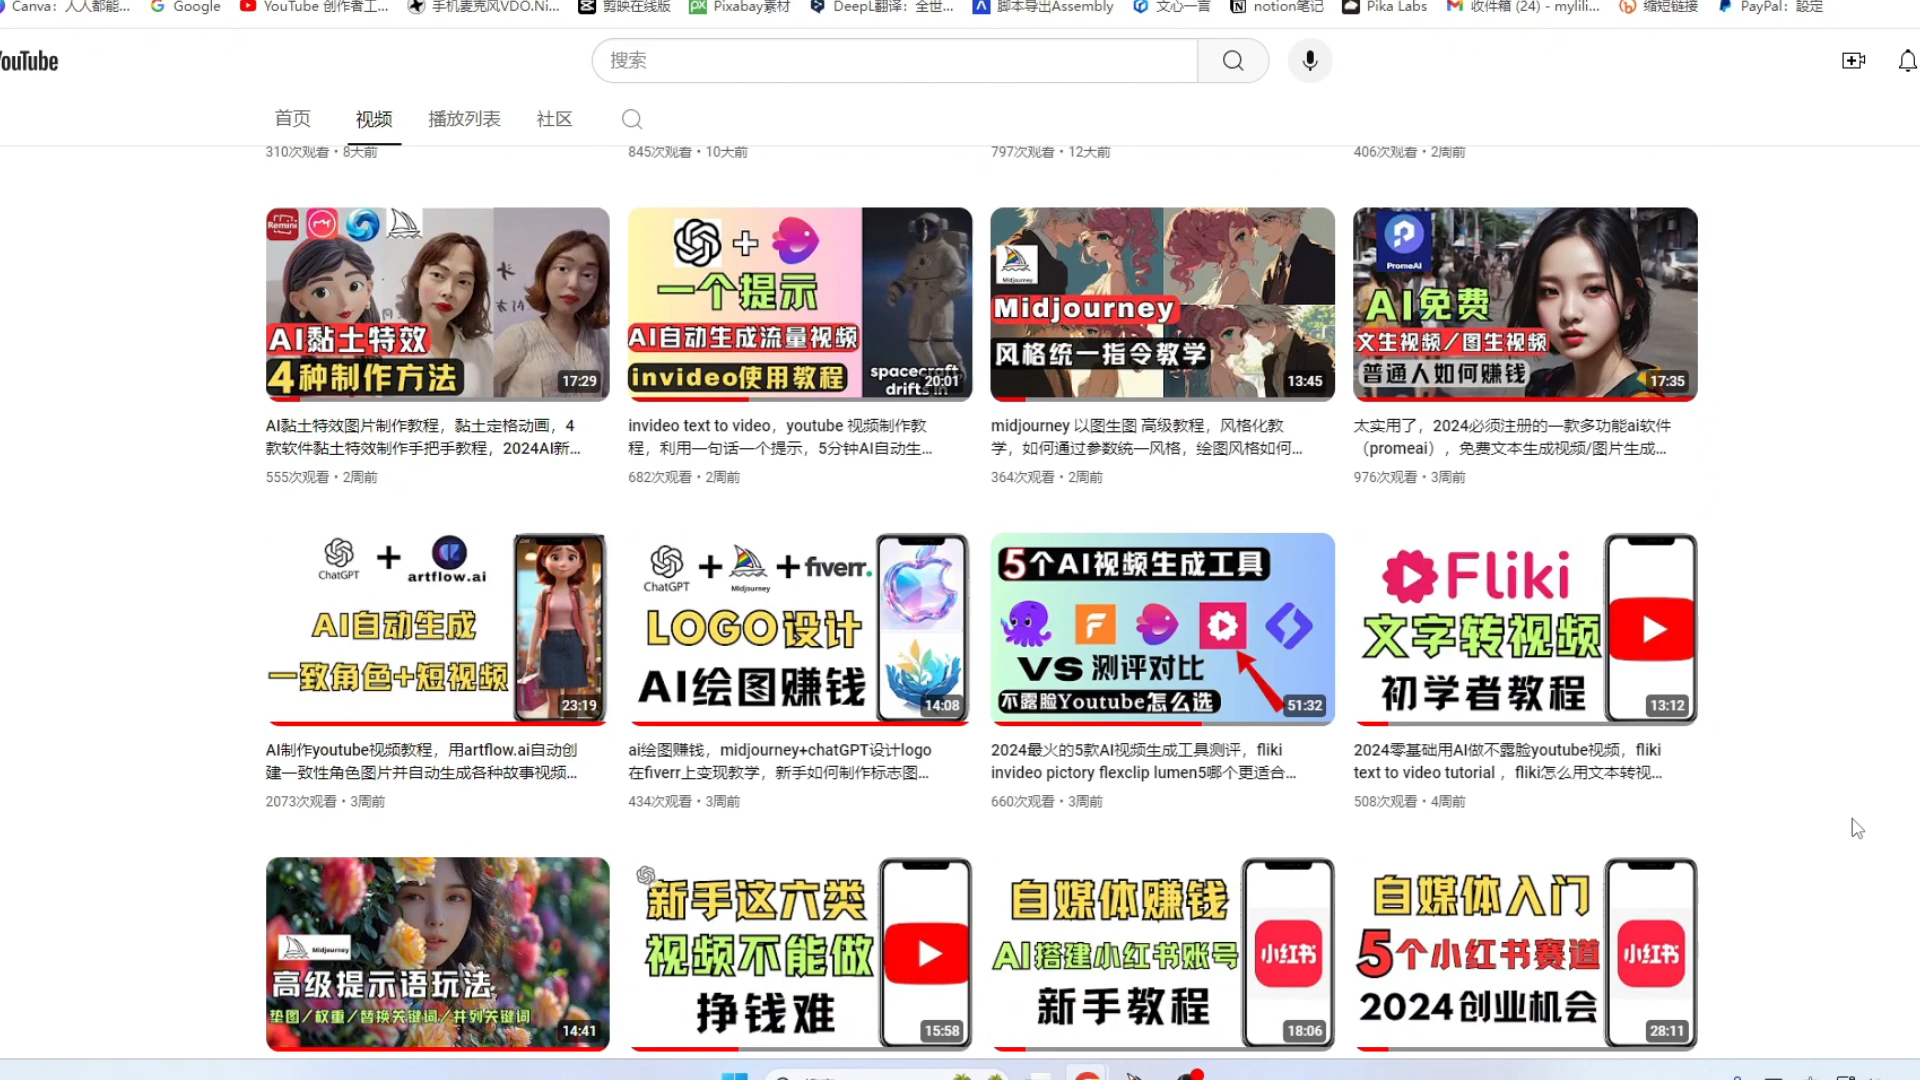 Canva：人人都能...
Google
YouTube 创作者工...
手机麦克风VDO.Ni...
剪映在线版
Pixabay素材
DeepL翻译：全世...
脚本导出Assembly
文心一言
notion笔记
Pika Labs
收件箱 (24) - mylili...
缩短链接
PayPal：設定
YouTube
搜索
首页
视频
播放列表
社区
310次观看・8天前
845次观看・10天前
797次观看・12天前
406次观看・2周前
Remini
AI黏土特效
4种制作方法
17:29
+
一个提示
AI自动生成流量视频
invideo使用教程
spacecraft
drifts in
20:01
Midjourney
Midjourney
风格统一指令教学
13:45
PromeAI
AI免费
文生视频／图生视频
普通人如何赚钱
17:35
AI黏土特效图片制作教程，黏土定格动画，4
款软件黏土特效制作手把手教程，2024AI新...
555次观看・2周前
invideo text to video，youtube 视频制作教
程，利用一句话一个提示，5分钟AI自动生...
682次观看・2周前
midjourney 以图生图 高级教程，风格化教
学，如何通过参数统一风格，绘图风格如何...
364次观看・2周前
太实用了，2024必须注册的一款多功能ai软件
（promeai），免费文本生成视频/图片生成...
976次观看・3周前
ChatGPT + artflow.ai
AI自动生成
一致角色+短视频
23:19
ChatGPT + Midjourney + fiverr.
LOGO设计
AI绘图赚钱
14:08
5个AI视频生成工具
VS 测评对比
不露脸Youtube怎么选
51:32
Fliki
文字转视频
初学者教程
13:12
AI制作youtube视频教程，用artflow.ai自动创
建一致性角色图片并自动生成各种故事视频...
2073次观看・3周前
ai绘图赚钱，midjourney+chatGPT设计logo
在fiverr上变现教学，新手如何制作标志图...
434次观看・3周前
2024最火的5款AI视频生成工具测评，fliki
invideo pictory flexclip lumen5哪个更适合...
660次观看・3周前
2024零基础用AI做不露脸youtube视频，fliki
text to video tutorial ，fliki怎么用文本转视...
508次观看・4周前
Midjourney
高级提示语玩法
垫图／权重／替换关键词／并列关键词
14:41
新手这六类
视频不能做
挣钱难
15:58
自媒体赚钱
AI搭建小红书账号
新手教程
小红书
18:06
自媒体入门
5个小红书赛道
2024创业机会
小红书
28:11